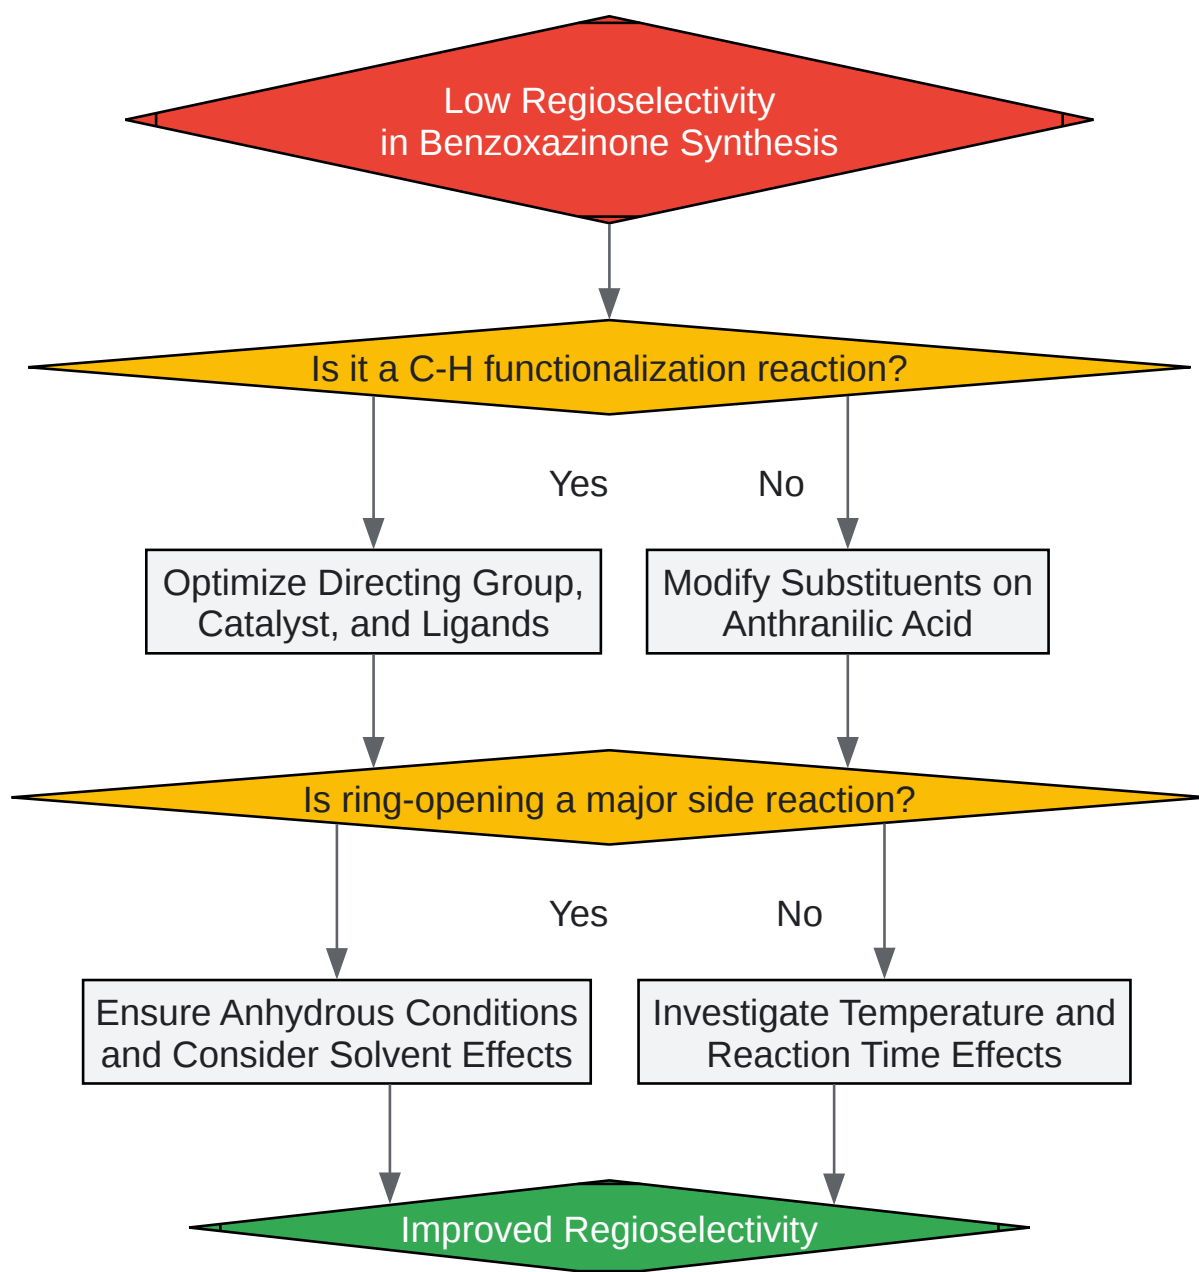 Low Regioselectivity
in Benzoxazinone Synthesis
Is it a C-H functionalization reaction?
Yes
No
Optimize Directing Group,
Catalyst, and Ligands
Modify Substituents on
Anthranilic Acid
Is ring-opening a major side reaction?
Yes
No
Ensure Anhydrous Conditions
and Consider Solvent Effects
Investigate Temperature and
Reaction Time Effects
Improved Regioselectivity